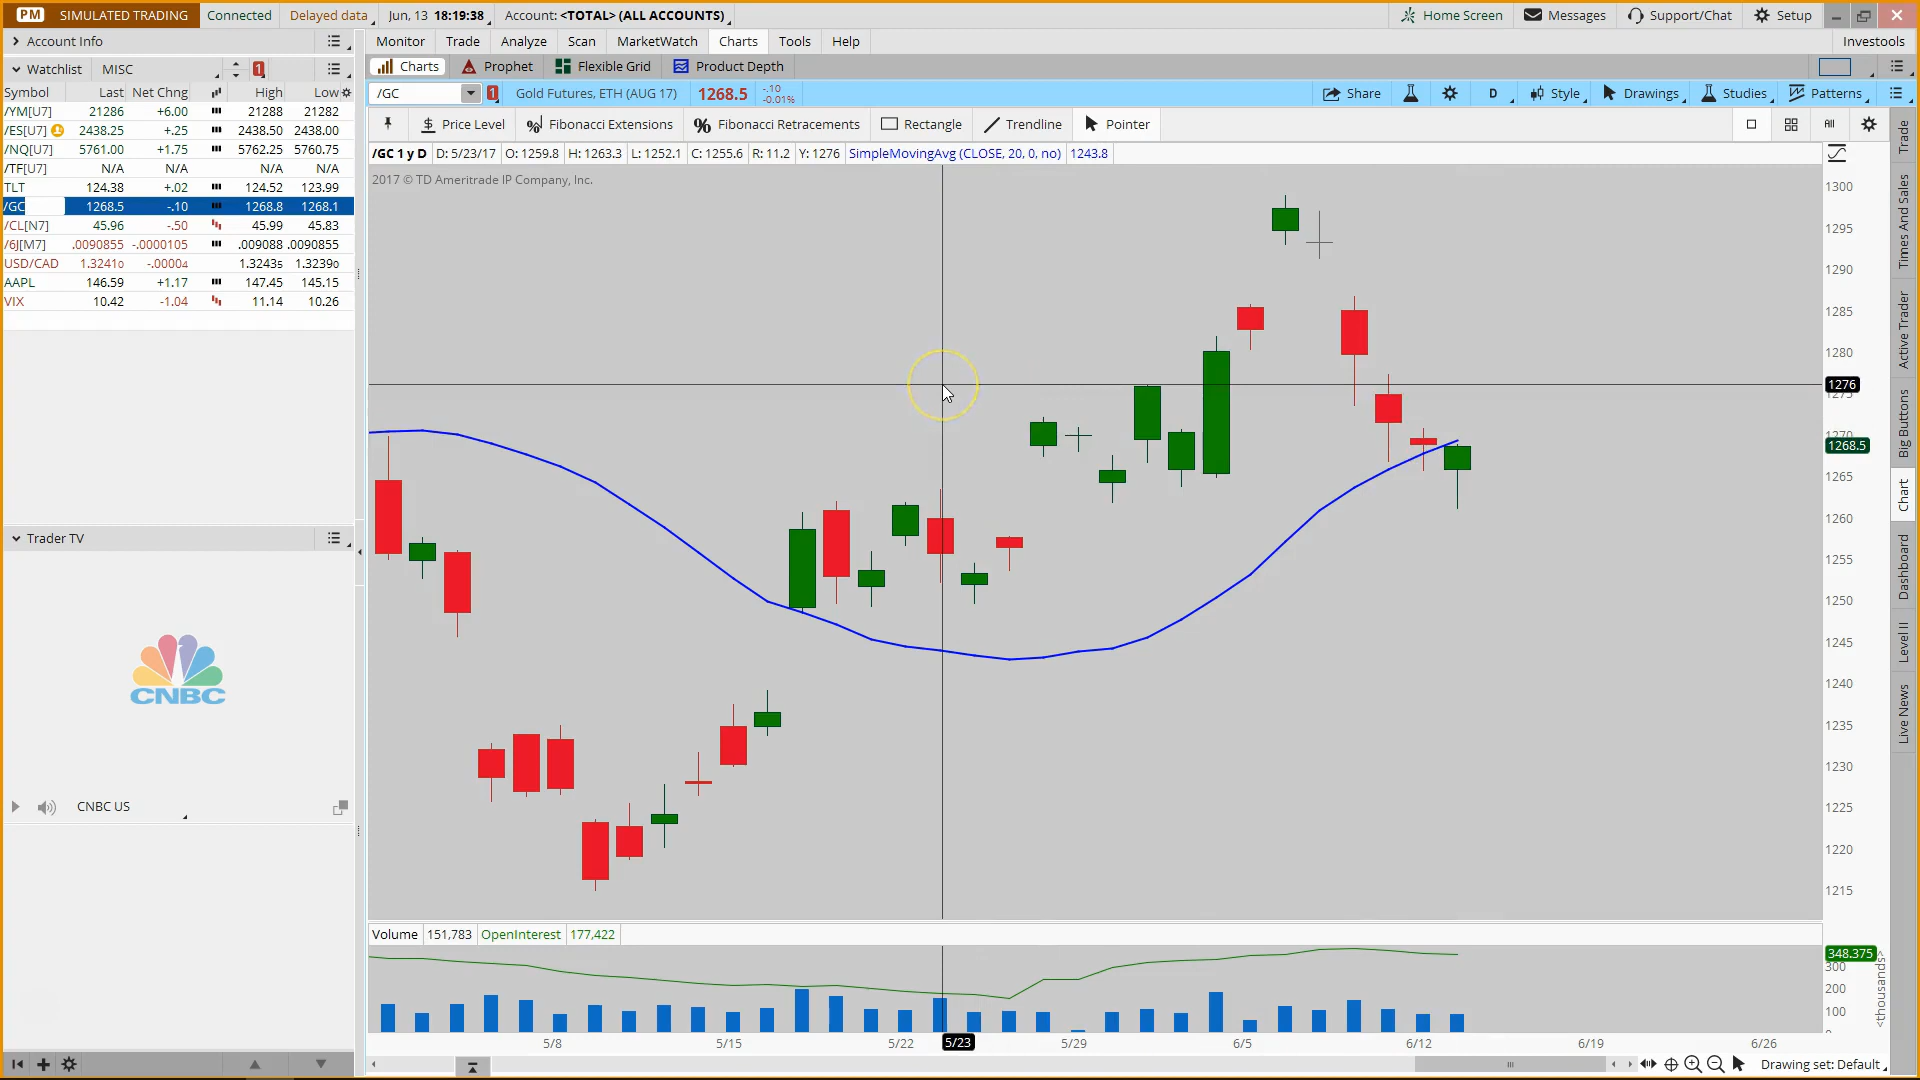 PM SIMULATED TRADING Connected Delayed data Jun, 13 18:19:38 Account: <TOTAL> (ALL ACCOUNTS) Home Screen Messages Support/Chat Setup
Account Info
Monitor Trade Analyze Scan MarketWatch Charts Tools Help Investools
Watchlist MISC 1
Charts Prophet Flexible Grid Product Depth
Symbol Last Net Chng High Low
/GC 1 Gold Futures, ETH (AUG 17) 1268.5 -.10 -0.01% Share D Style Drawings Studies Patterns
/YM[U7] 21286 +6.00 21288 21282
/ES[U7] 2438.25 +.25 2438.50 2438.00
/NQ[U7] 5761.00 +1.75 5762.25 5760.75
/TF[U7] N/A N/A N/A N/A
TLT 124.38 +.02 124.52 123.99
/GC 1268.5 -.10 1268.8 1268.1
/CL[N7] 45.96 -.50 45.99 45.83
/6J[M7] .0090855 -.0000105 .009088 .0090855
USD/CAD 1.32410 -.00004 1.32435 1.32390
AAPL 146.59 +1.17 147.45 145.15
VIX 10.42 -1.04 11.14 10.26
$ Price Level Fibonacci Extensions % Fibonacci Retracements Rectangle Trendline Pointer All
/GC 1 y D D: 5/23/17 O: 1259.8 H: 1263.3 L: 1252.1 C: 1255.6 R: 11.2 Y: 1276 SimpleMovingAvg (CLOSE, 20, 0, no) 1243.8
2017 © TD Ameritrade IP Company, Inc.
1300
1295
1290
1285
1280
1276
1275
1270
1268.5
1265
1260
1255
1250
1245
1240
1235
1230
1225
1220
1215
Trader TV
CNBC
CNBC US
Volume 151,783 OpenInterest 177,422
348.375
300
200
100
0
<thousands>
5/8 5/15 5/22 5/23 5/29 6/5 6/12 6/19 6/26
Drawing set: Default
Trade
Times And Sales
Active Trader
Big Buttons
Chart
Dashboard
Level II
Live News